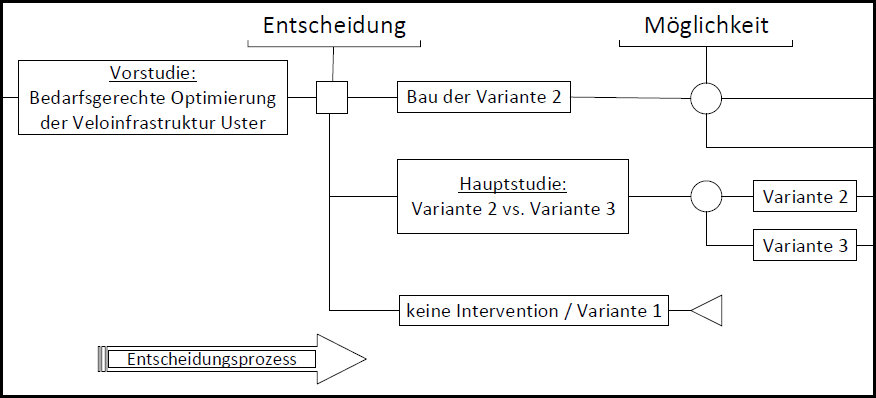 Entscheidung
Möglichkeit
Vorstudie:
Bedarfsgerechte Optimierung
der Veloinfrastruktur Uster
Bau der Variante 2
Hauptstudie:
Variante 2 vs. Variante 3
Variante 2
Variante 3
keine Intervention / Variante 1
Entscheidungsprozess